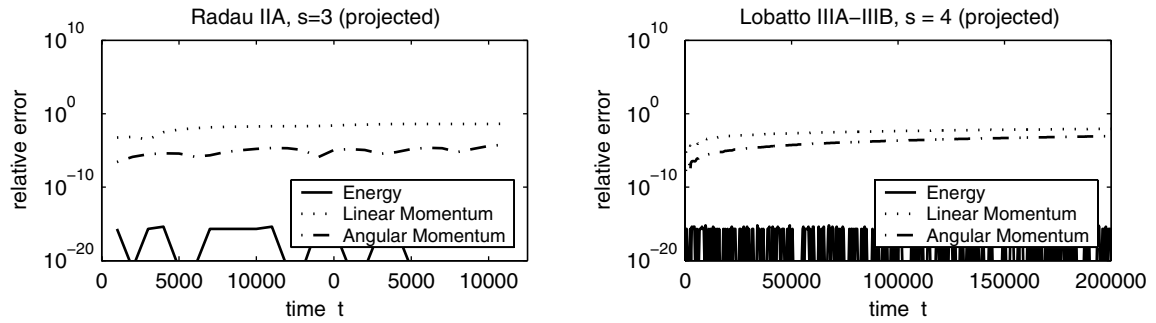 Radau IIA, s=3 (projected)
10^10
10^0
10^−10
10^−20
relative error
Energy
Linear Momentum
Angular Momentum
0 5000 10000 0 5000 10000
time t
Lobatto IIIA−IIIB, s = 4 (projected)
10^10
10^0
10^−10
10^−20
relative error
Energy
Linear Momentum
Angular Momentum
0 50000 100000 150000 200000
time t